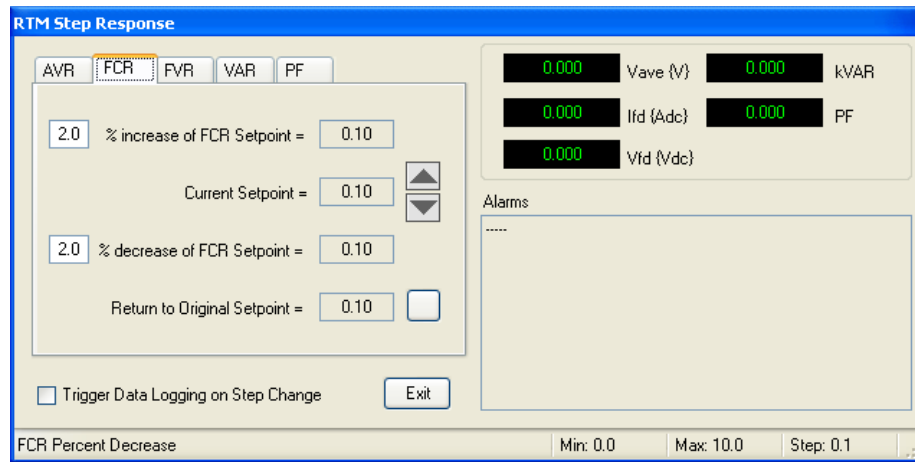 RTM Step Response
AVR FCR FVR VAR PF
2.0 % increase of FCR Setpoint = 0.10
Current Setpoint = 0.10
2.0 % decrease of FCR Setpoint = 0.10
Return to Original Setpoint = 0.10
Trigger Data Logging on Step Change Exit
0.000 Vave {V} 0.000 kVAR
0.000 Ifd {Adc} 0.000 PF
0.000 Vfd {Vdc}
Alarms
-----
FCR Percent Decrease Min: 0.0 Max: 10.0 Step: 0.1